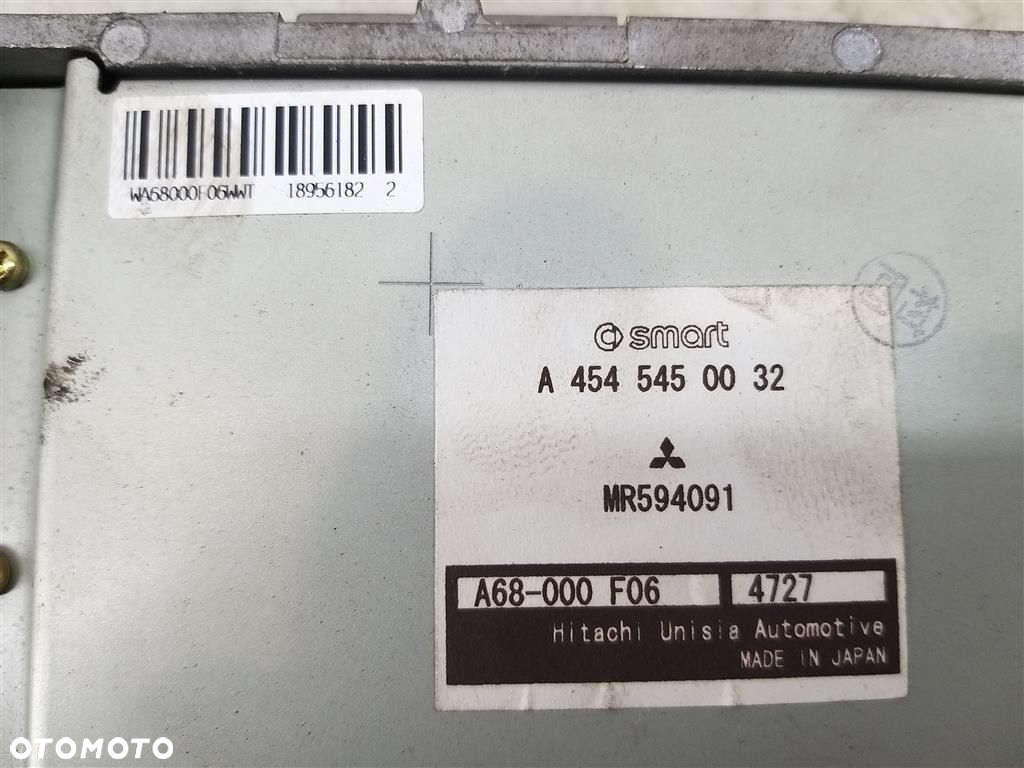 WA68000F06WWT 18956182 2
smart
A 454 545 00 32
MR594091
A68-000 F06 4727
Hitachi Unisia Automotive
MADE IN JAPAN
OTOMOTO